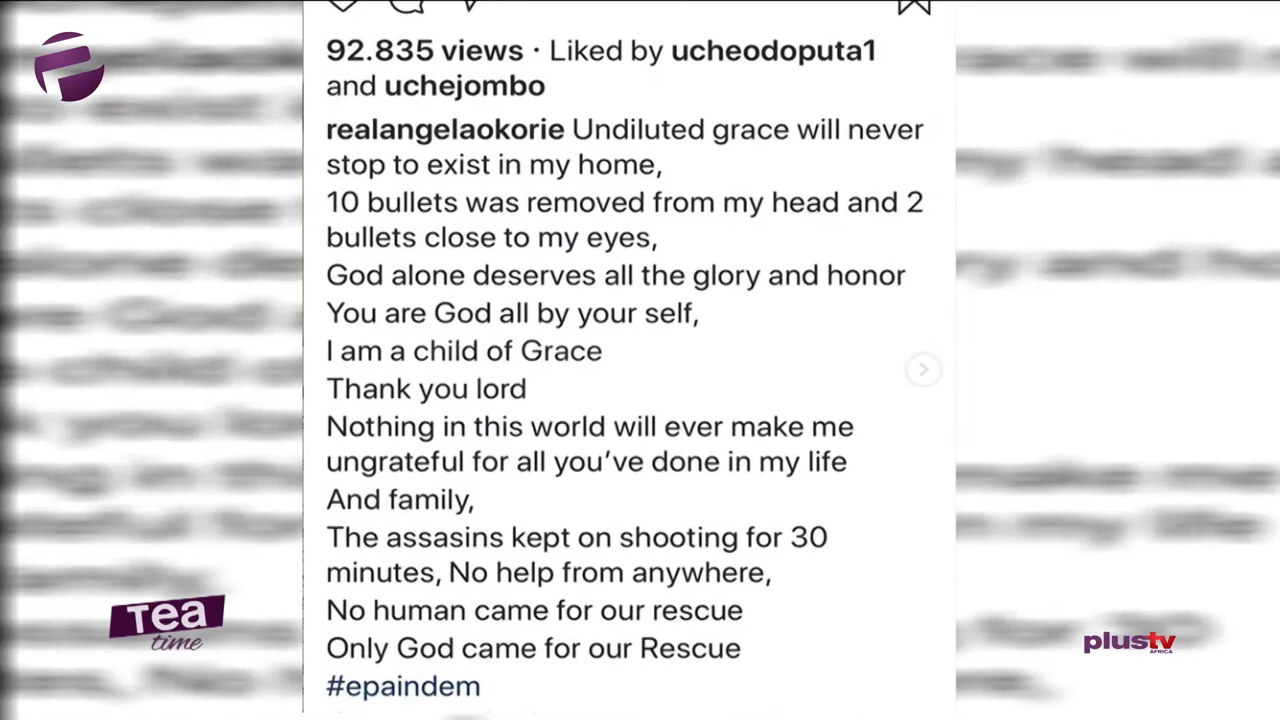 92.835 views · Liked by ucheodoputa1
and uchejombo
realangelaokorie Undiluted grace will never
stop to exist in my home,
10 bullets was removed from my head and 2
bullets close to my eyes,
God alone deserves all the glory and honor
You are God all by your self,
I am a child of Grace
Thank you lord
Nothing in this world will ever make me
ungrateful for all you've done in my life
And family,
The assasins kept on shooting for 30
minutes, No help from anywhere,
No human came for our rescue
Only God came for our Rescue
#epaindem
Tea
time
plustv
AFRICA